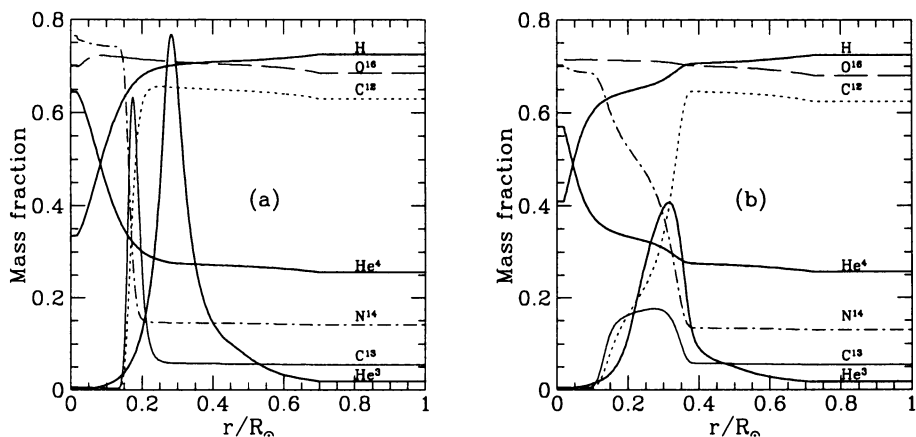 0.8
0.6
0.4
0.2
0
Mass fraction
(a)
H
O¹⁶
C¹²
He⁴
N¹⁴
C¹³
He³
0 0.2 0.4 0.6 0.8 1
r/R⊙
0.8
0.6
0.4
0.2
0
Mass fraction
(b)
H
O¹⁶
C¹²
He⁴
N¹⁴
C¹³
He³
0 0.2 0.4 0.6 0.8 1
r/R⊙